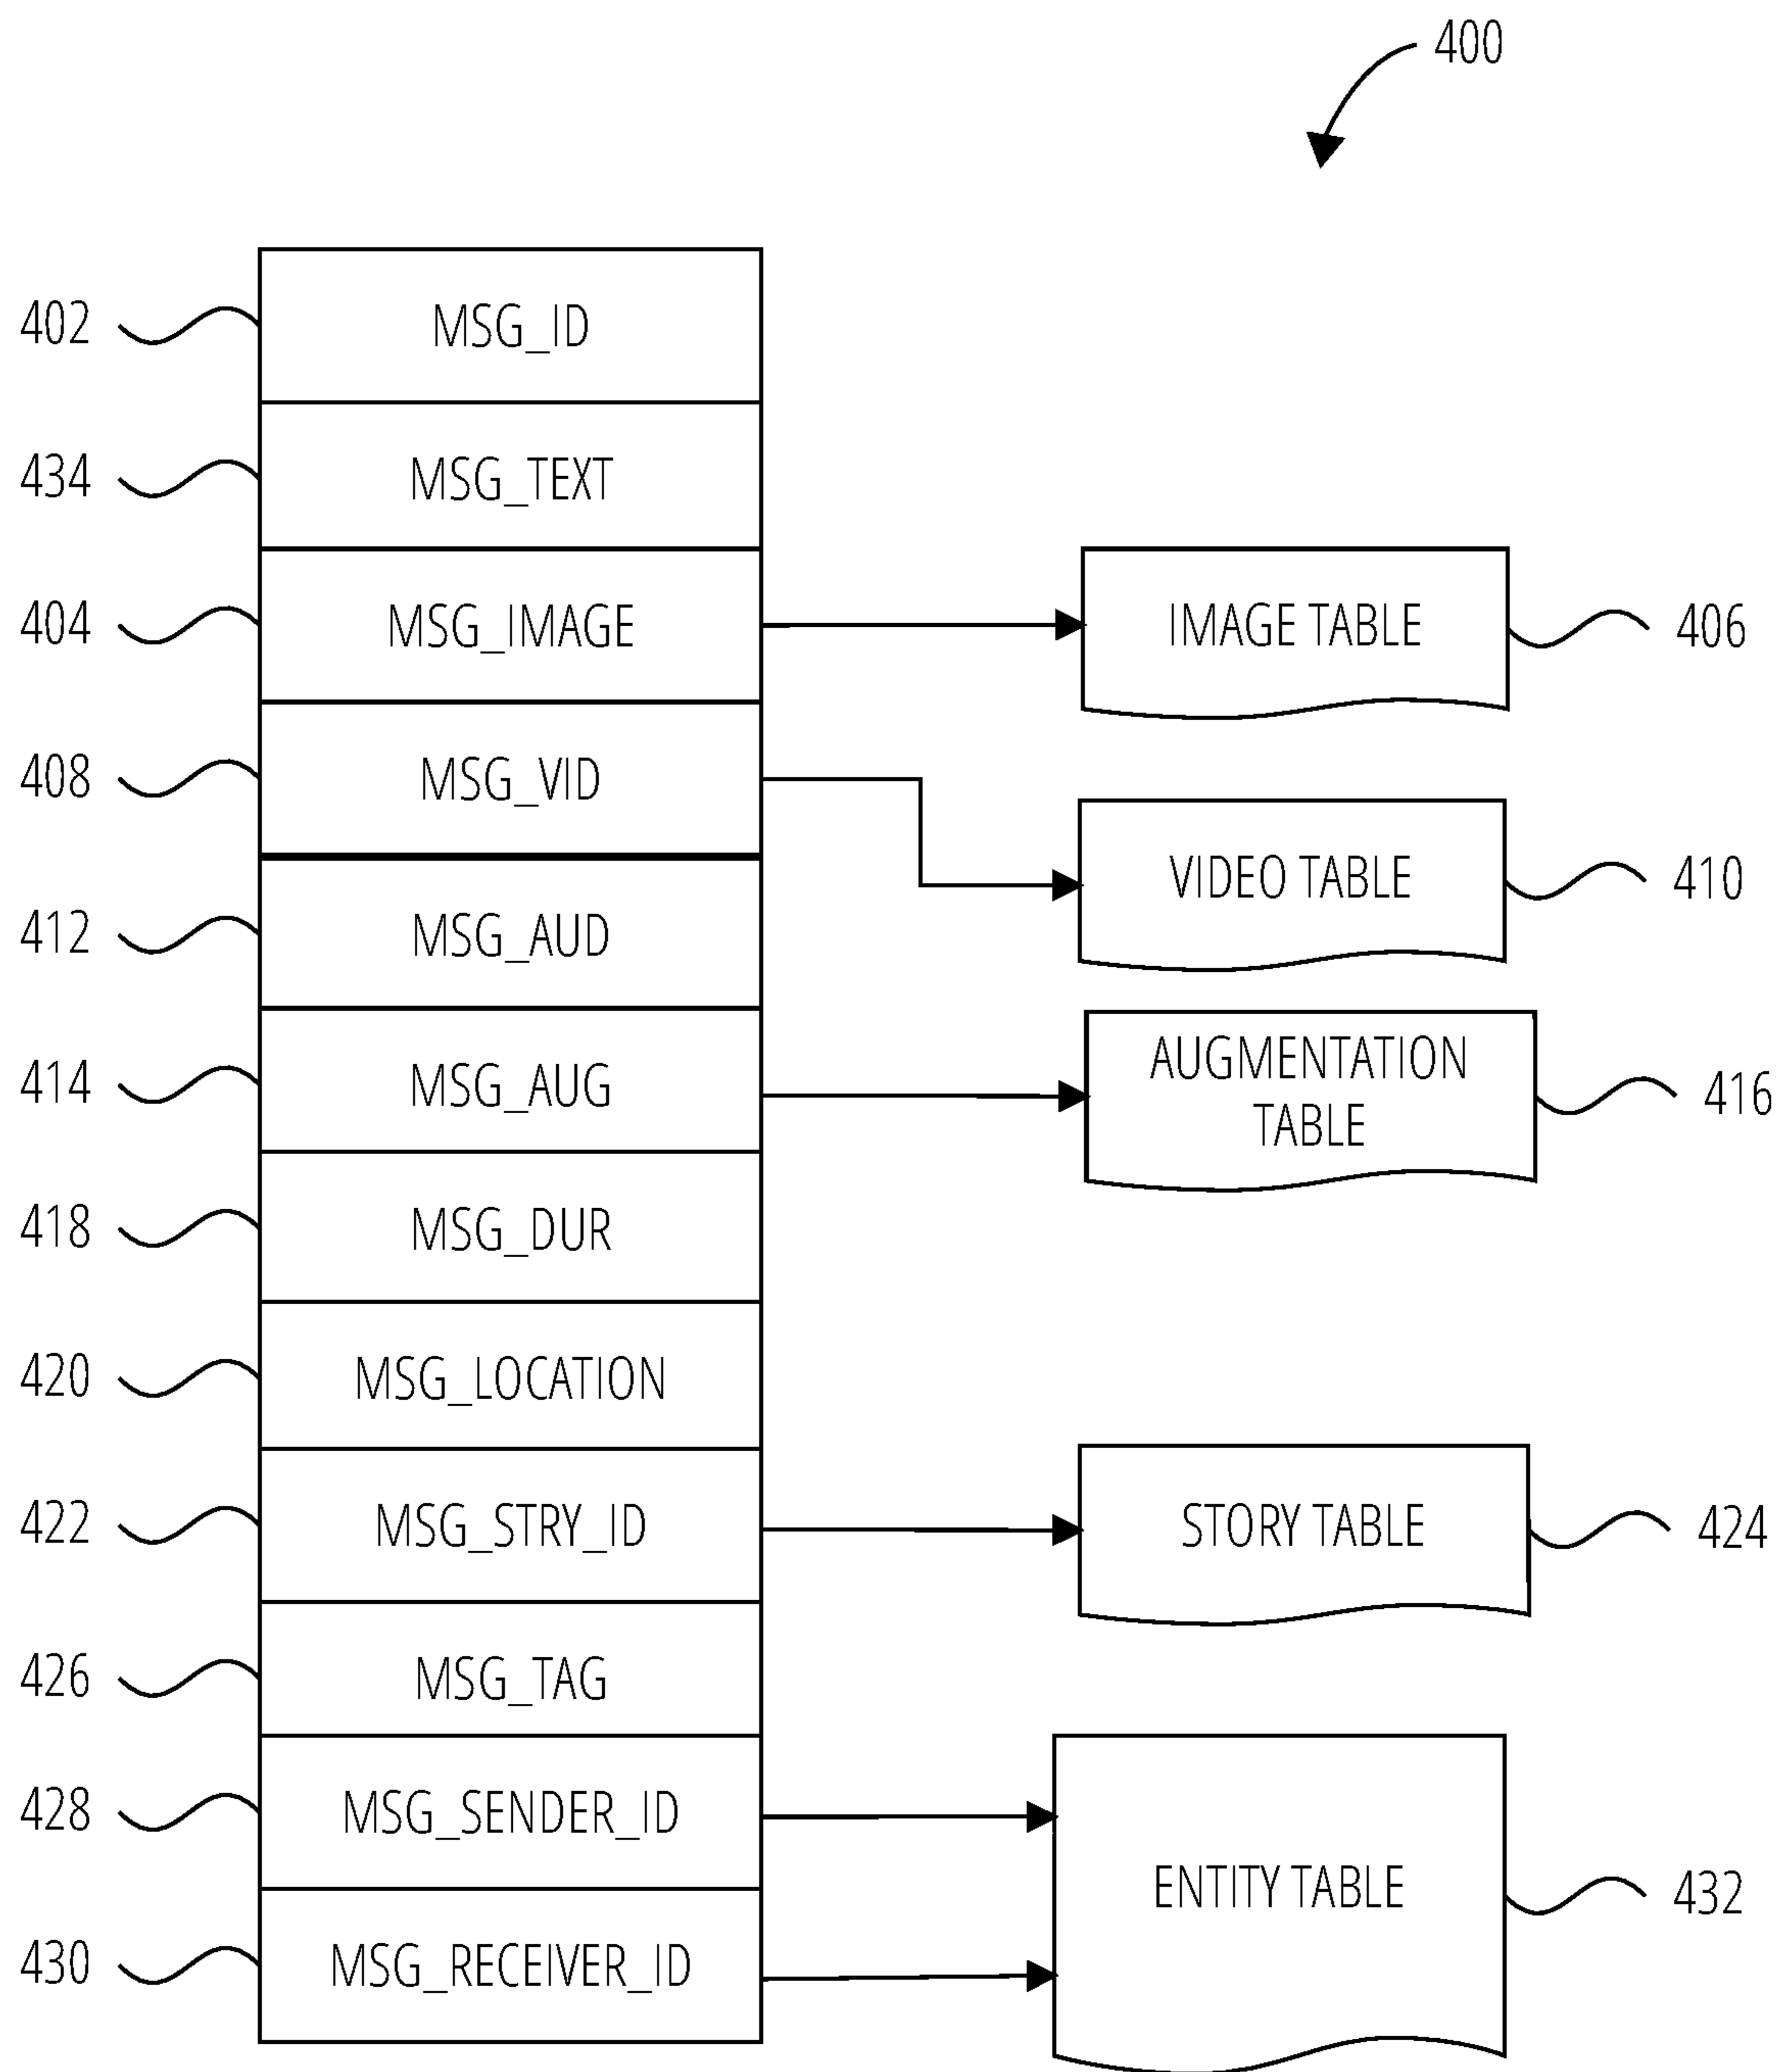 400
402 MSG_ID
434 MSG_TEXT
404 MSG_IMAGE IMAGE TABLE 406
408 MSG_VID
VIDEO TABLE 410
412 MSG_AUD
414 MSG_AUG
AUGMENTATION
TABLE
416
418 MSG_DUR
420 MSG_LOCATION
422 MSG_STRY_ID STORY TABLE 424
426 MSG_TAG
428 MSG_SENDER_ID
ENTITY TABLE 432
430 MSG_RECEIVER_ID